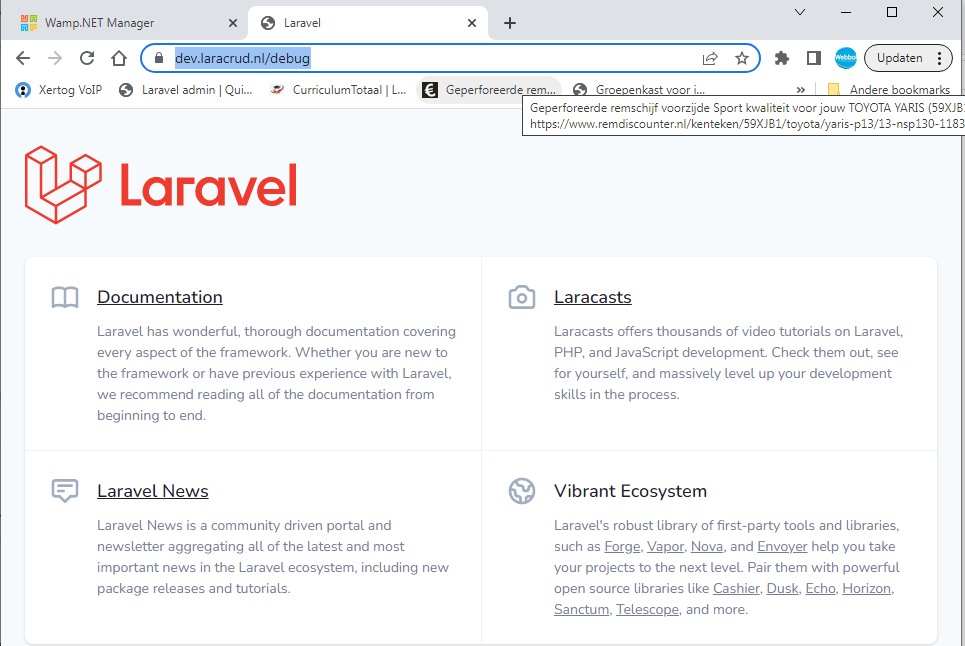 Wamp.NET Manager
Laravel
dev.laracrud.nl/debug
Updaten
Xertog VoIP
Laravel admin | Qui...
CurriculumTotaal | L...
Geperforeerde rem...
Groepenkast voor i...
»
Andere bookmarks
Geperforeerde remschijf voorzijde Sport kwaliteit voor jouw TOYOTA YARIS (59XJB
https://www.remdiscounter.nl/kenteken/59XJB1/toyota/yaris-p13/13-nsp130-1183
Laravel
Documentation
Laravel has wonderful, thorough documentation covering
every aspect of the framework. Whether you are new to
the framework or have previous experience with Laravel,
we recommend reading all of the documentation from
beginning to end.
Laracasts
Laracasts offers thousands of video tutorials on Laravel,
PHP, and JavaScript development. Check them out, see
for yourself, and massively level up your development
skills in the process.
Laravel News
Laravel News is a community driven portal and
newsletter aggregating all of the latest and most
important news in the Laravel ecosystem, including new
package releases and tutorials.
Vibrant Ecosystem
Laravel's robust library of first-party tools and libraries,
such as Forge, Vapor, Nova, and Envoyer help you take
your projects to the next level. Pair them with powerful
open source libraries like Cashier, Dusk, Echo, Horizon,
Sanctum, Telescope, and more.